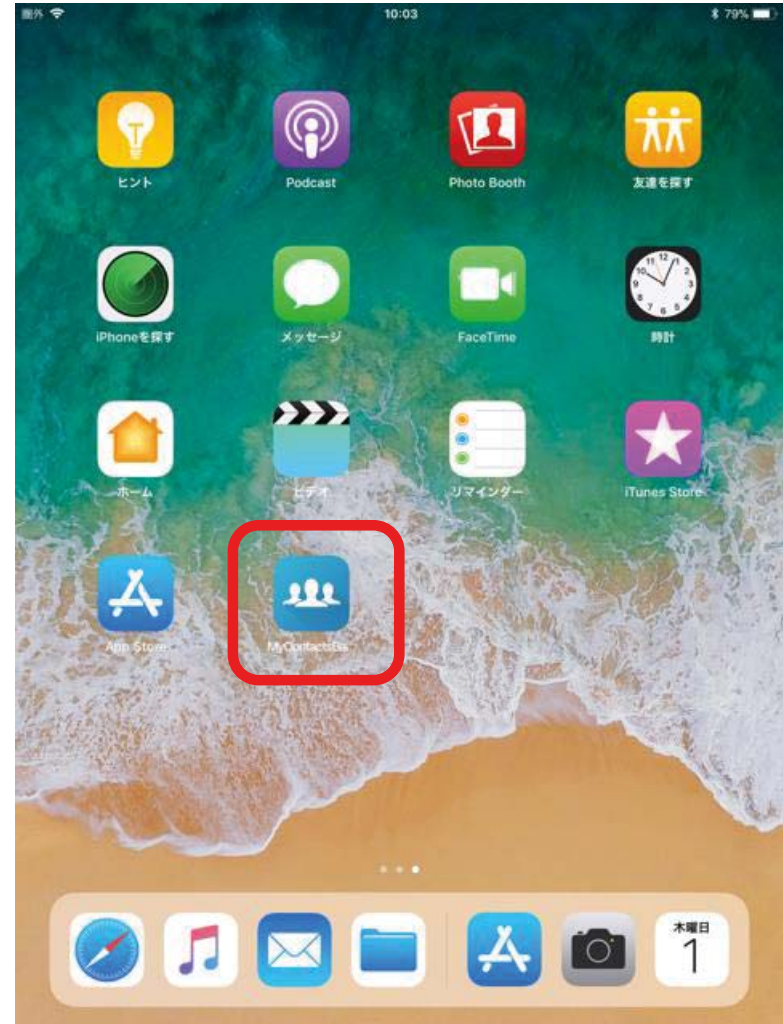 圏外 10:03 79%
ヒント Podcast Photo Booth 友達を探す
iPhoneを探す メッセージ FaceTime 時計
ホーム ビデオ リマインダー iTunes Store
App Store MyContactsBa
木曜日
1